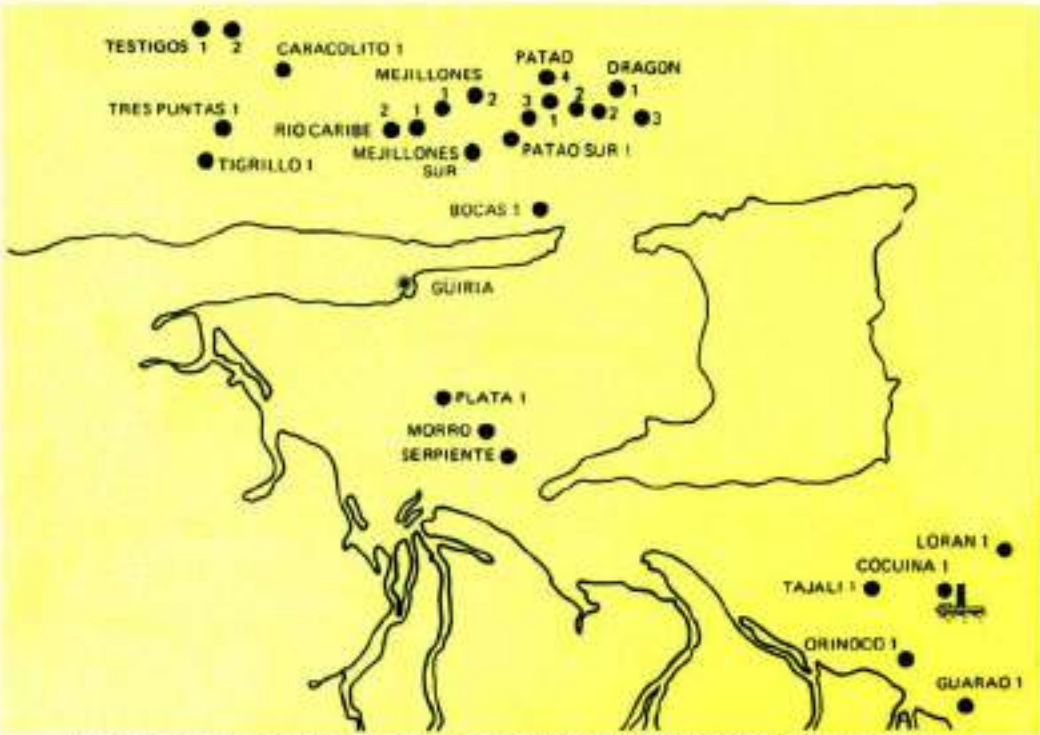 TESTIGOS 1 2
CARACOLITO 1
MEJILLONES
1 2
PATAO
4
3 1 2
DRAGON
1
2 3
TRES PUNTAS 1
RIO CARIBE
2 1
TIGRILLO 1
MEJILLONES
SUR
PATAO SUR 1
BOCAS 1
GUIRIA
PLATA 1
MORRO
SERPIENTE
LORAN 1
COCUINA 1
TAJALI 1
ORINOCO 1
GUARAO 1